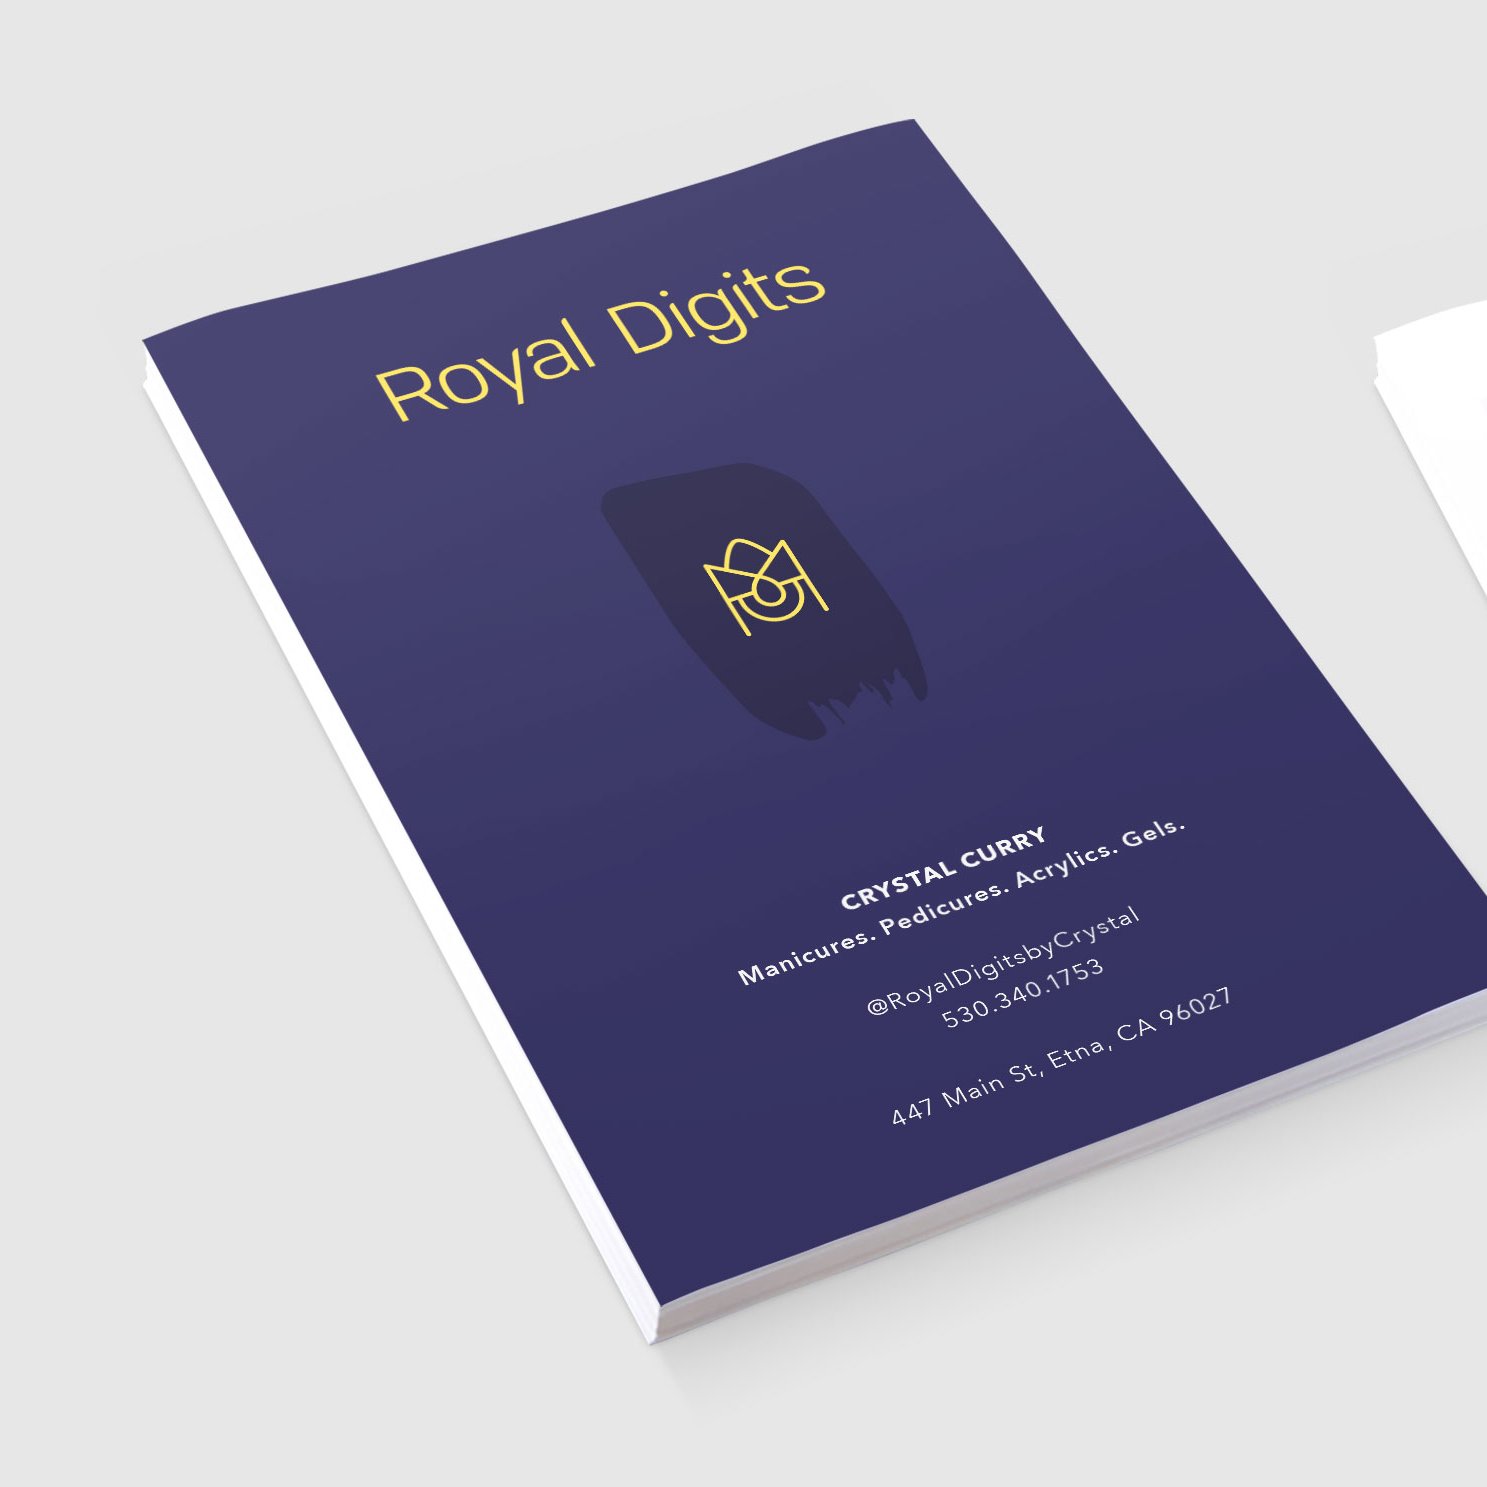 Royal Digits
CRYSTAL CURRY
Manicures. Pedicures. Acrylics. Gels.
@RoyalDigitsbyCrystal
530.340.1753
447 Main St, Etna, CA 96027